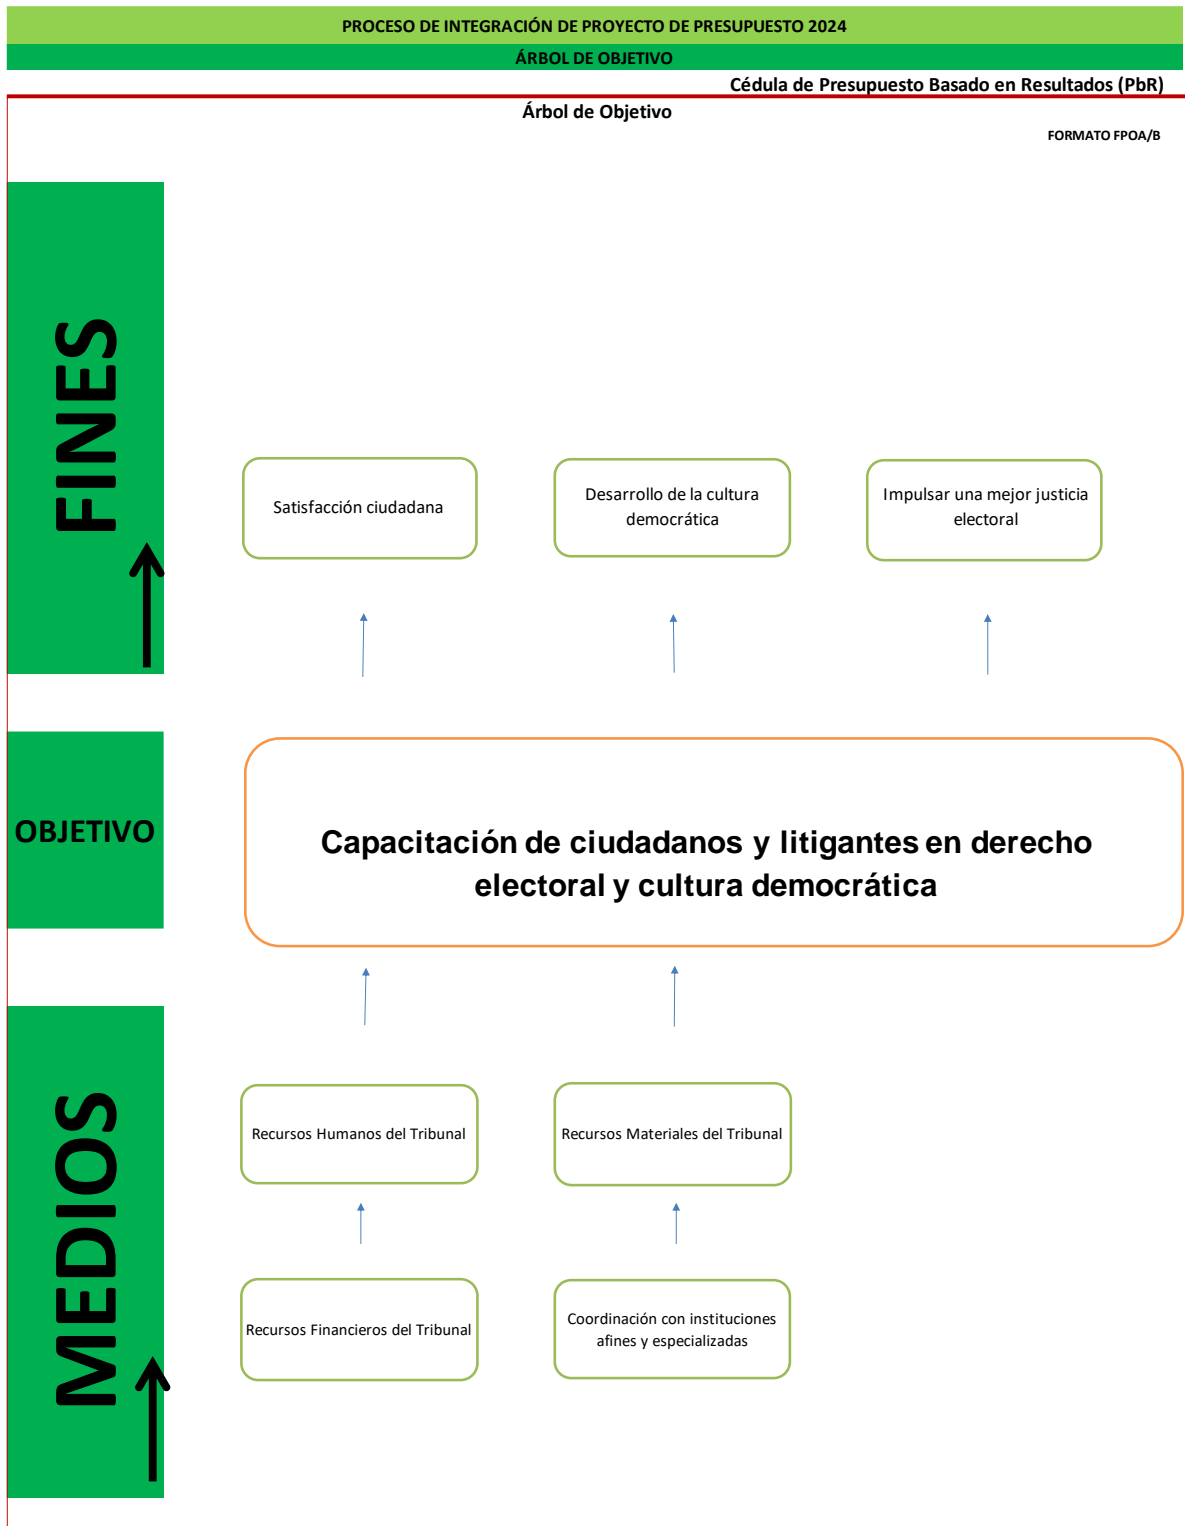 PROCESO DE INTEGRACIÓN DE PROYECTO DE PRESUPUESTO 2024
ÁRBOL DE OBJETIVO
Cédula de Presupuesto Basado en Resultados (PbR)
Árbol de Objetivo
FORMATO FPOA/B
FINES
Satisfacción ciudadana
Desarrollo de la cultura
democrática
Impulsar una mejor justicia
electoral
OBJETIVO
Capacitación de ciudadanos y litigantes en derecho
electoral y cultura democrática
MEDIOS
Recursos Humanos del Tribunal
Recursos Materiales del Tribunal
Recursos Financieros del Tribunal
Coordinación con instituciones
afines y especializadas